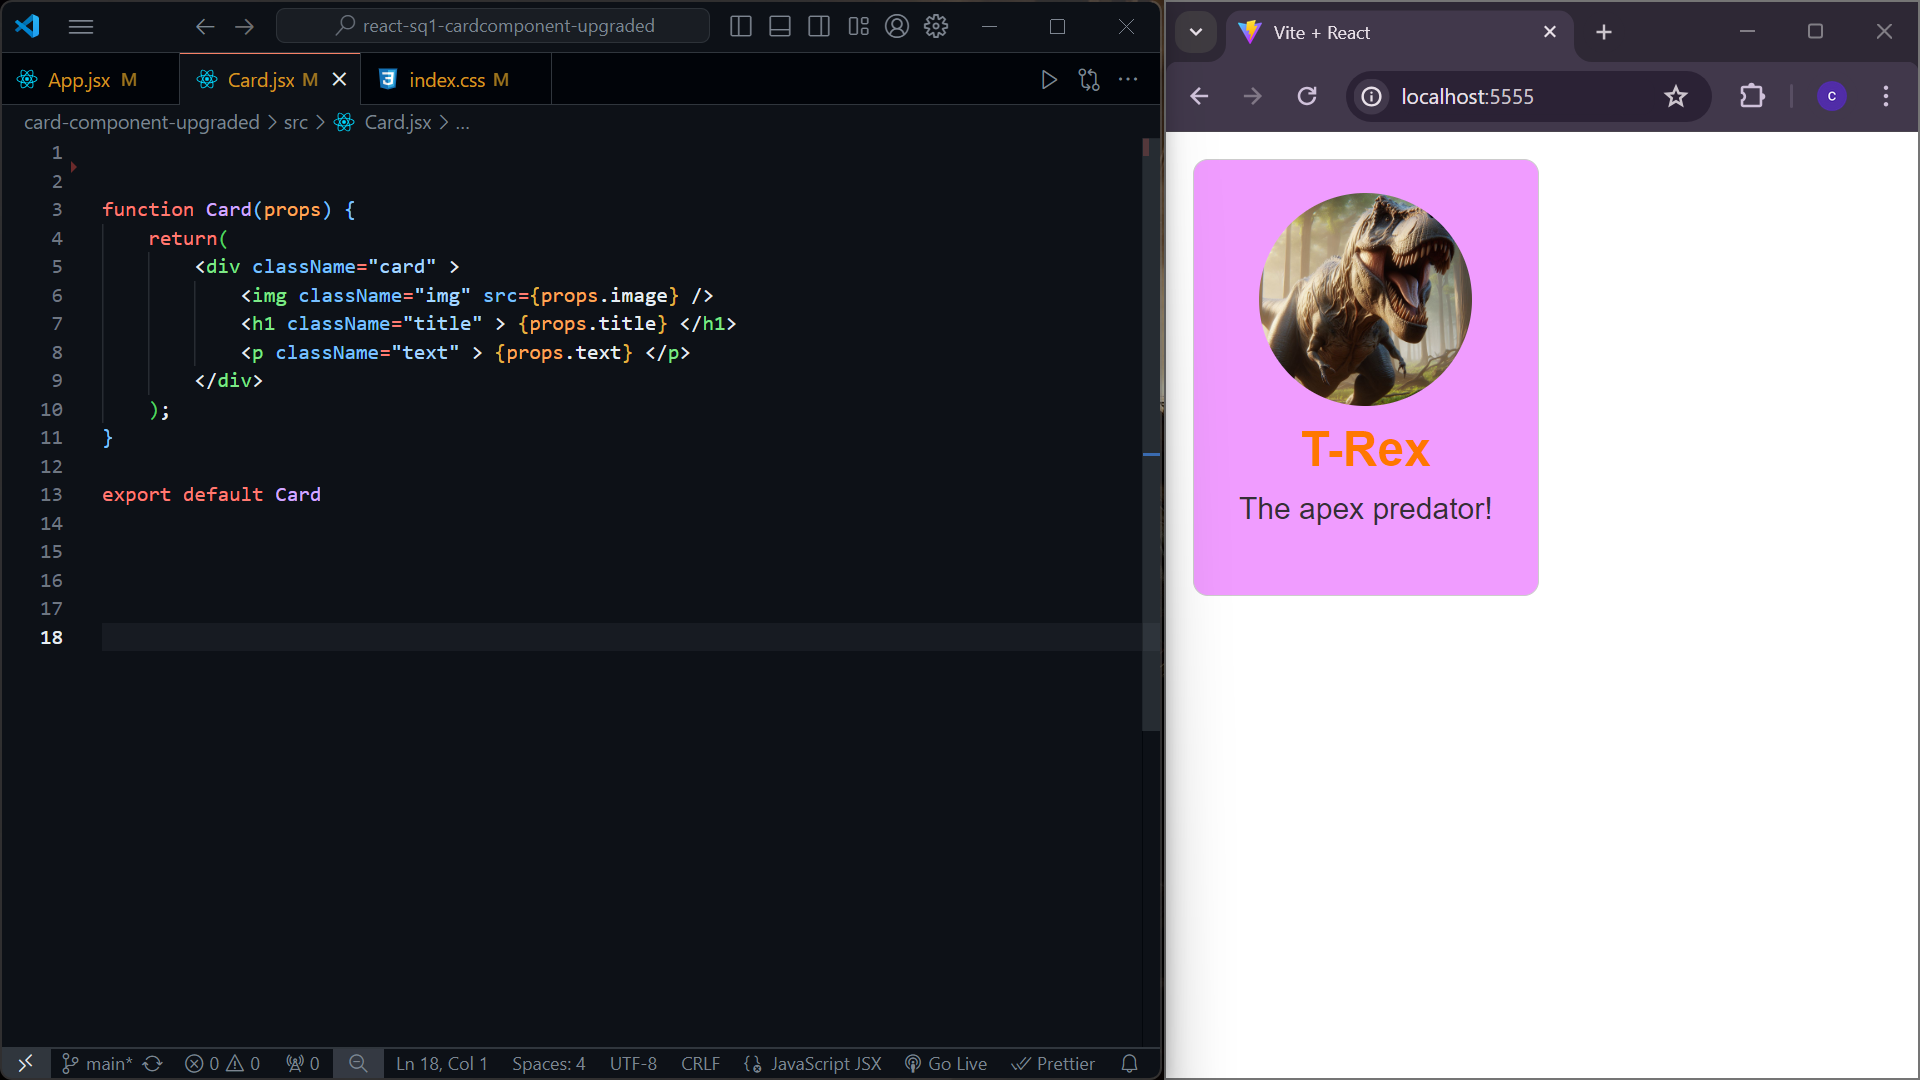 react-sq1-cardcomponent-upgraded
App.jsx M
Card.jsx M
index.css M
card-component-upgraded > src > Card.jsx > ...
1
2
3 function Card(props) {
4 return(
5 <div className="card" >
6 <img className="img" src={props.image} />
7 <h1 className="title" > {props.title} </h1>
8 <p className="text" > {props.text} </p>
9 </div>
10 );
11 }
12
13 export default Card
14
15
16
17
18
main* 0 0 0 Ln 18, Col 1 Spaces: 4 UTF-8 CRLF JavaScript JSX Go Live Prettier
Vite + React
localhost:5555
c
T-Rex
The apex predator!